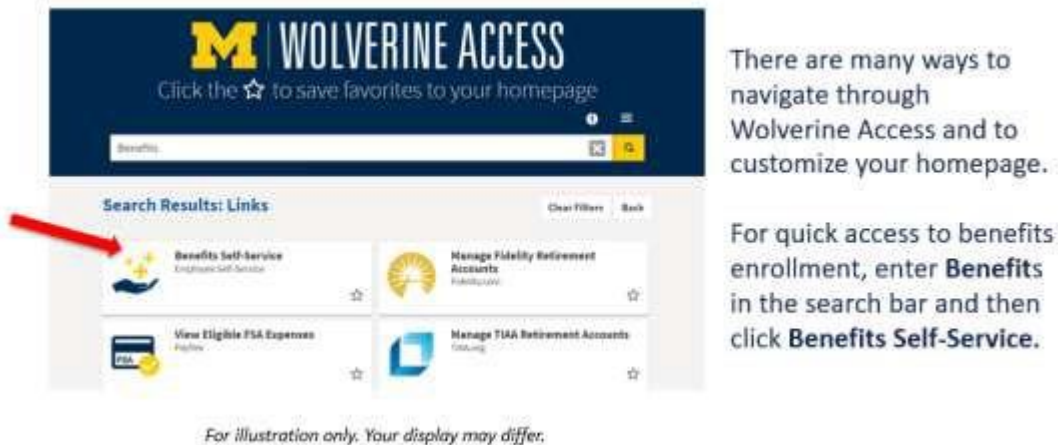 M | WOLVERINE ACCESS
Click the ☆ to save favorites to your homepage
Benefits
Search Results: Links
Clear Filters
Back
Benefits Self-Service
Employee Self-Service
Manage Fidelity Retirement
Accounts
Fidelity.com
View Eligible FSA Expenses
PayFlex
FSA
Manage TIAA Retirement Accounts
TIAA.org
There are many ways to
navigate through
Wolverine Access and to
customize your homepage.
For quick access to benefits
enrollment, enter Benefits
in the search bar and then
click Benefits Self-Service.
For illustration only. Your display may differ.